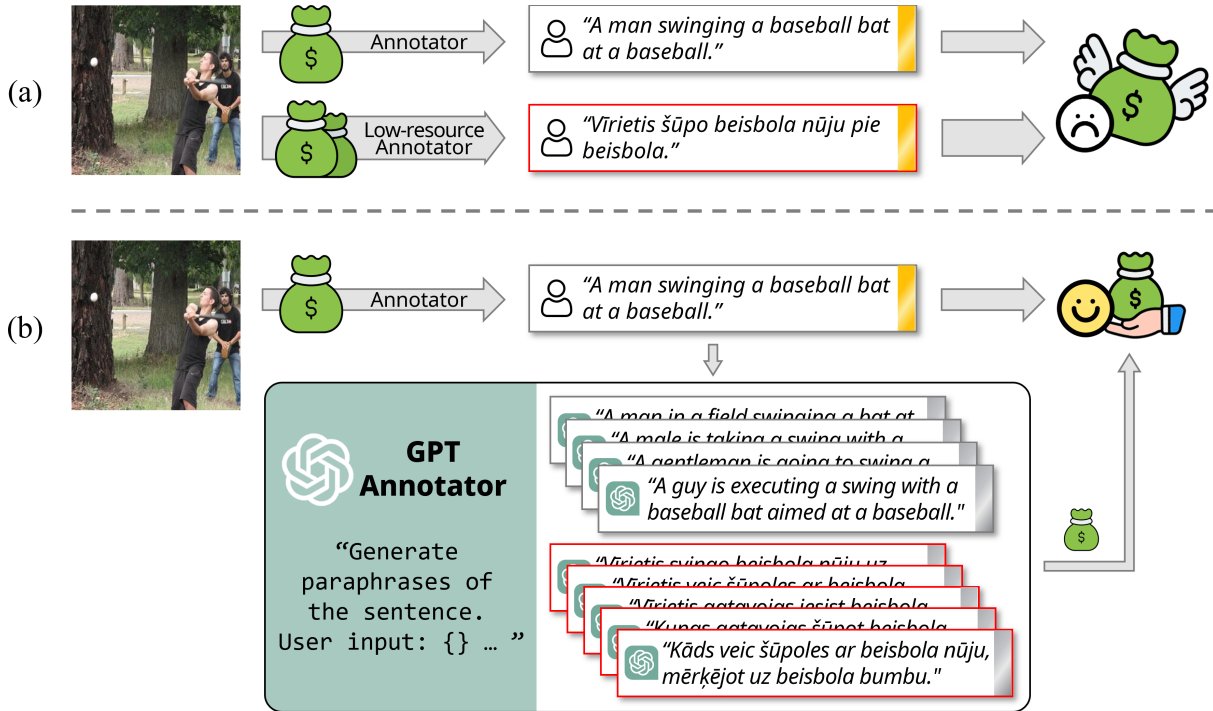 (a)
$
Annotator
“A man swinging a baseball bat
at a baseball.”
$
$
Low-resource
Annotator
“Vīrietis šūpo beisbola nūju pie
beisbola.”
(b)
$
Annotator
“A man swinging a baseball bat
at a baseball.”
$
GPT
Annotator
“Generate
paraphrases of
the sentence.
User input: {} … ”
“A man in a field swinging a bat at
“A male is taking a swing with a
“A gentleman is going to swing a
“A guy is executing a swing with a
baseball bat aimed at a baseball."
$
“Vīrietis svingo beisbola nūju uz
“Vīrietis veic šūpoles ar beisbola
“Vīrietis gatavojas iesist beisbola
“Kungs gatavojas šūpot beisbola
“Kāds veic šūpoles ar beisbola nūju,
mērķējot uz beisbola bumbu."